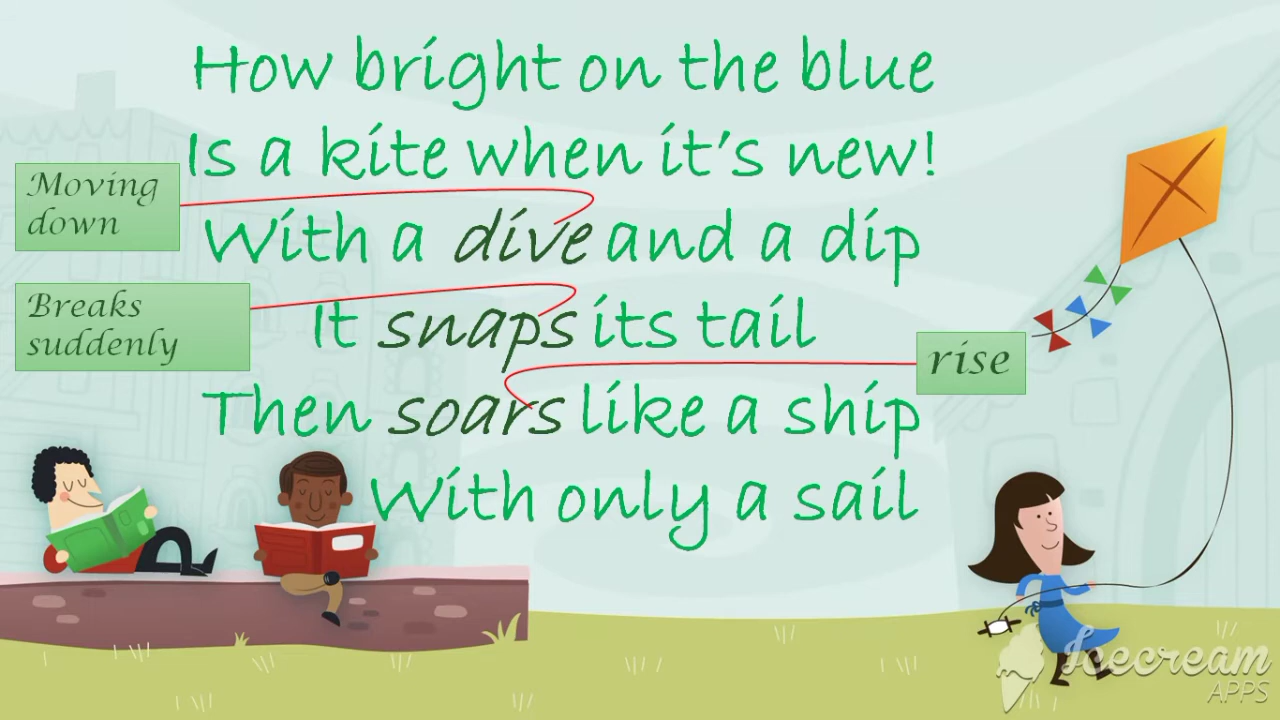 How bright on the blue
Is a kite when it's new!
Moving
down
With a dive and a dip
Breaks
suddenly
It snaps its tail
rise
Then soars like a ship
With only a sail
Icecream
APPS